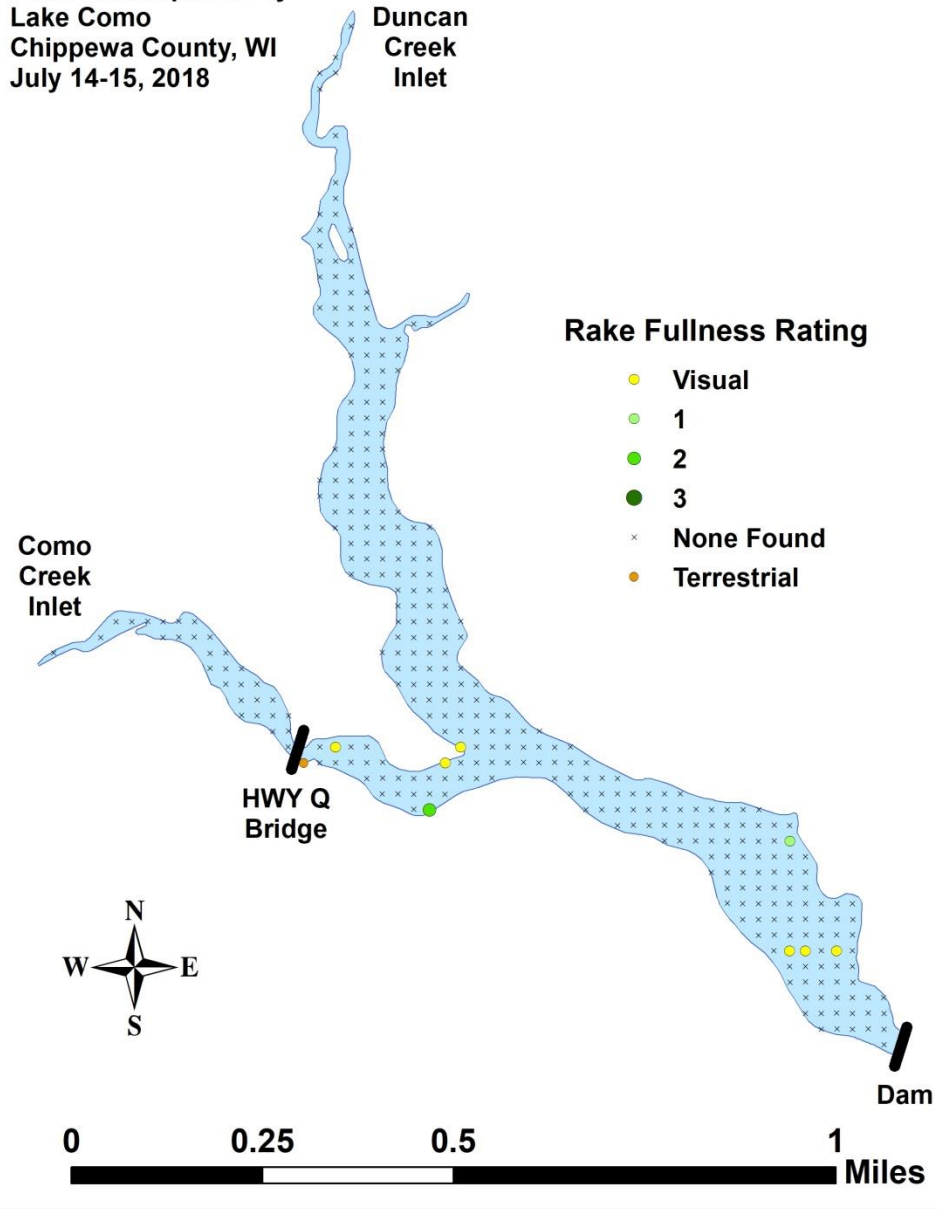 Lake Como
Chippewa County, WI
July 14-15, 2018
Duncan
Creek
Inlet
Rake Fullness Rating
Visual
1
2
3
None Found
Terrestrial
Como
Creek
Inlet
HWY Q
Bridge
N
W
E
S
Dam
0
0.25
0.5
1
Miles